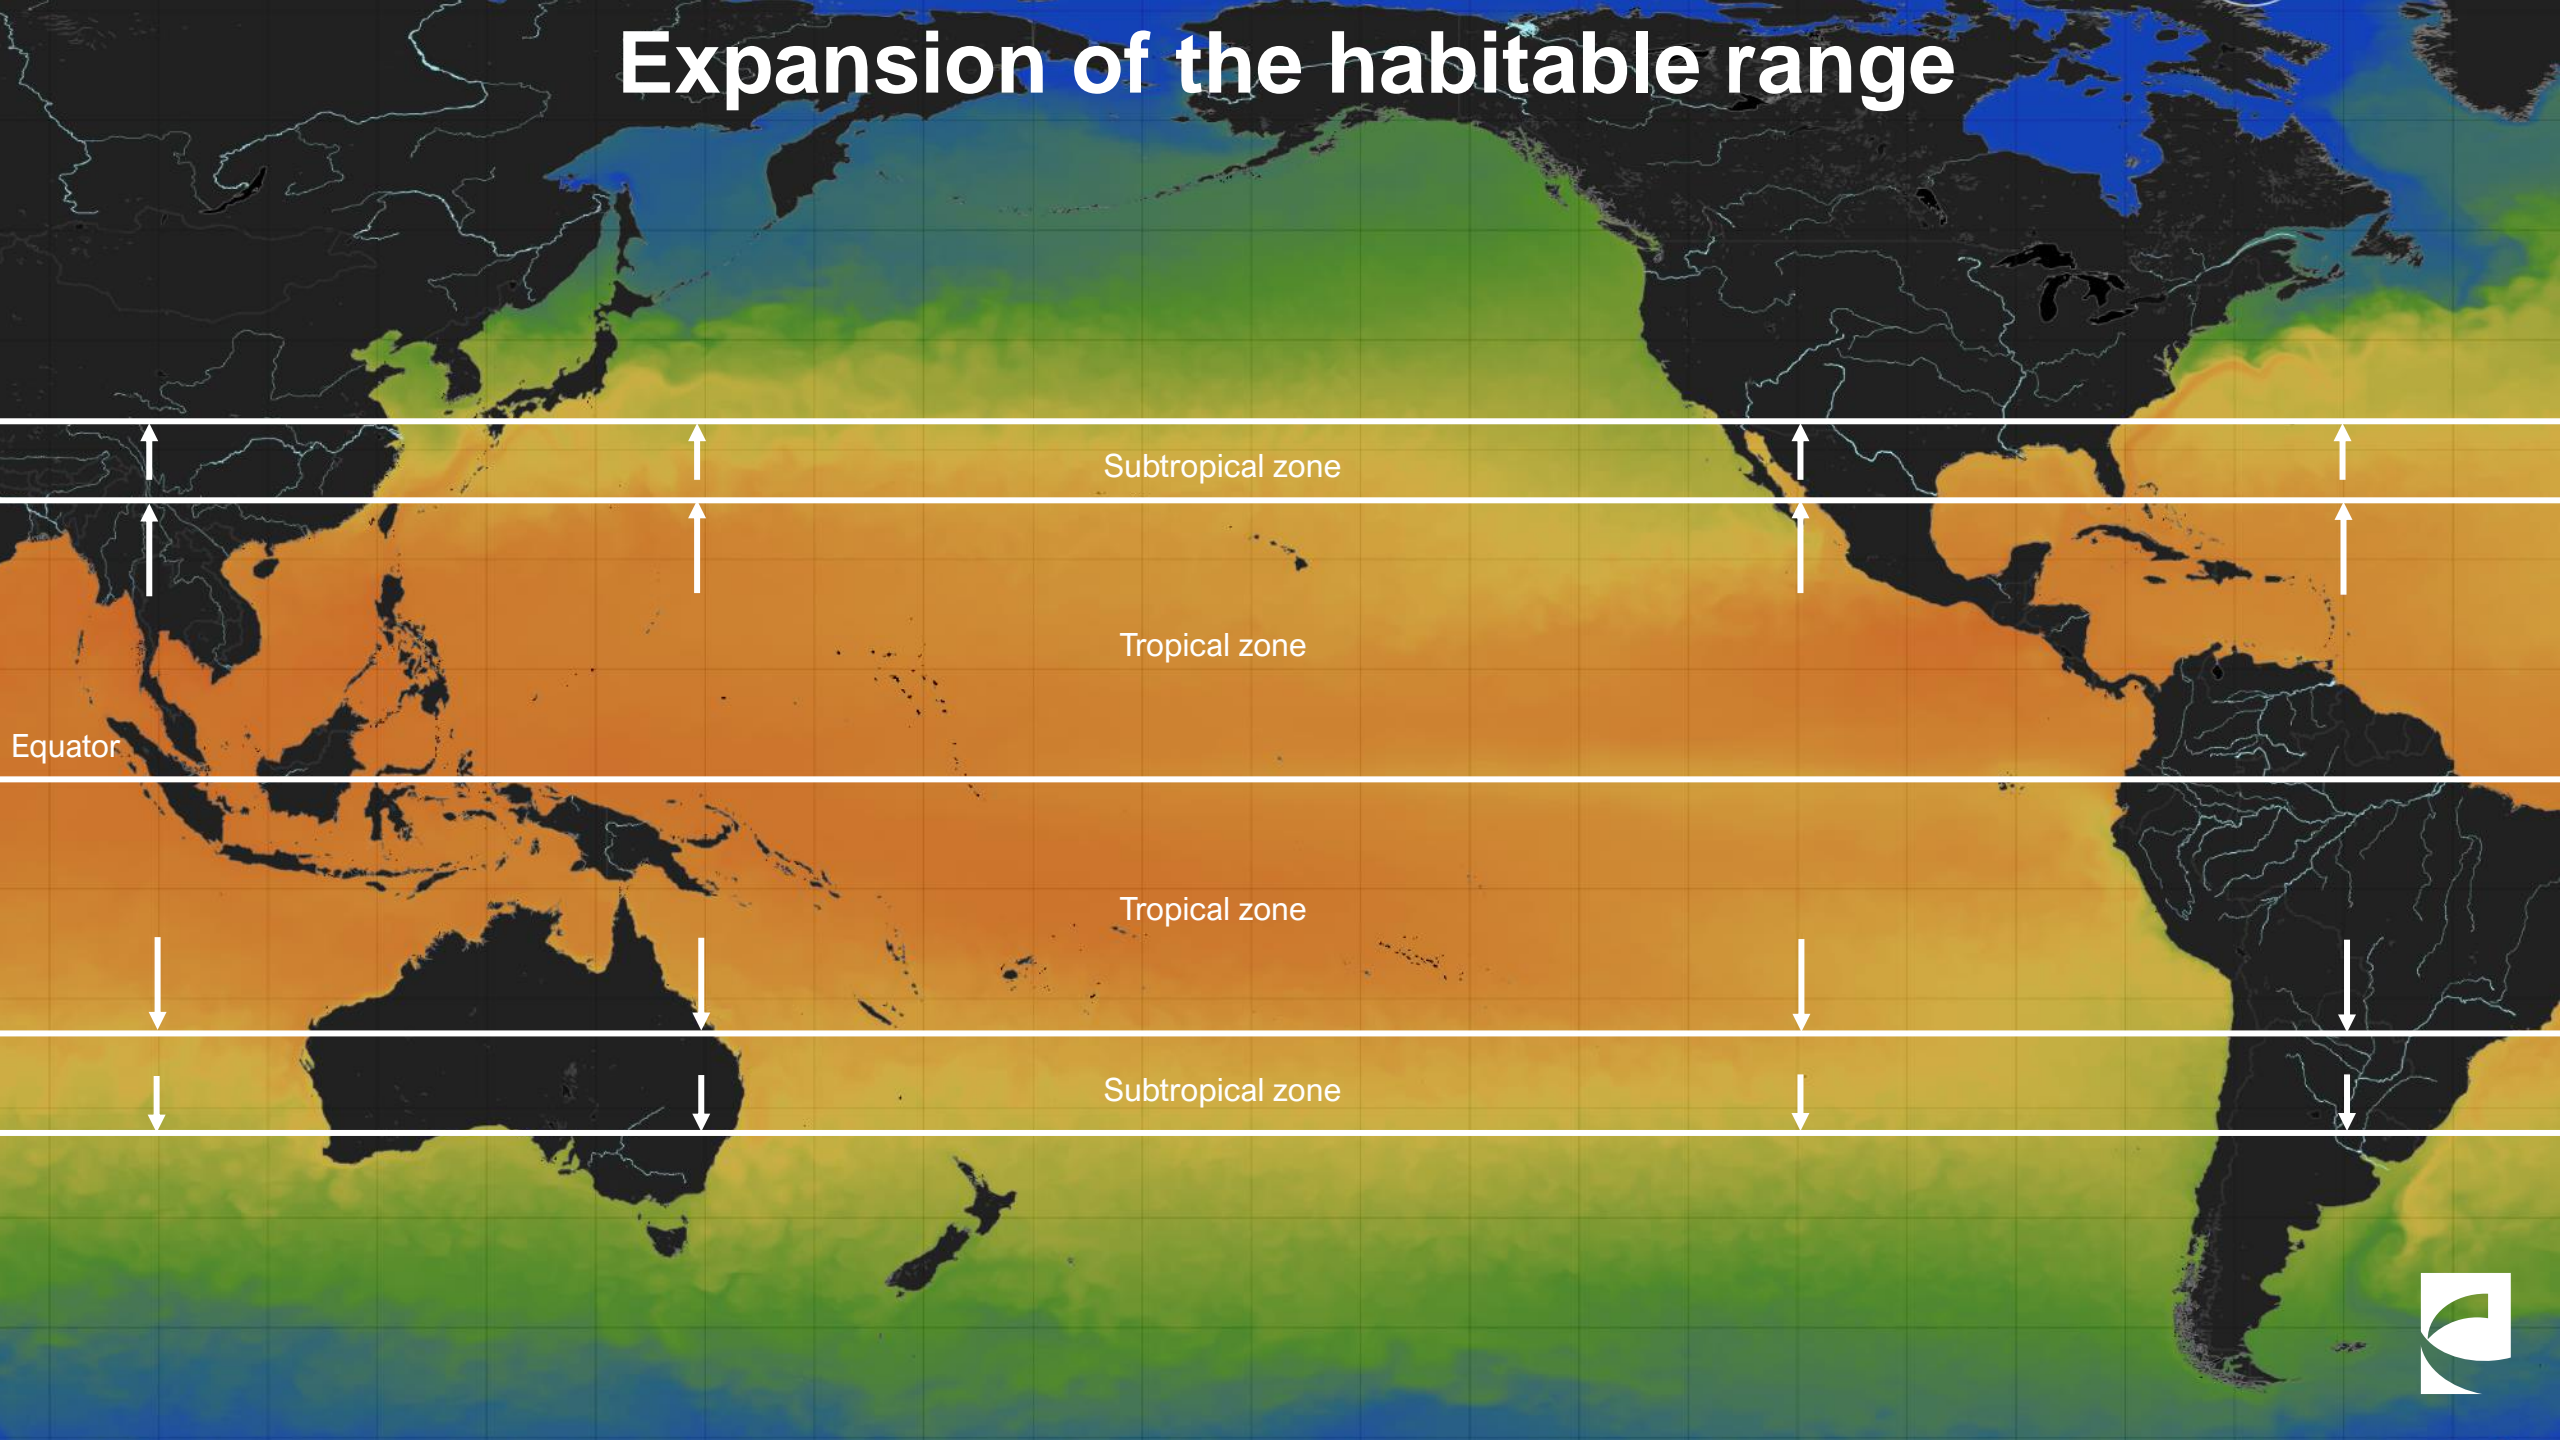 Expansion of the habitable range
Subtropical zone
Tropical zone
Equator
Tropical zone
Subtropical zone